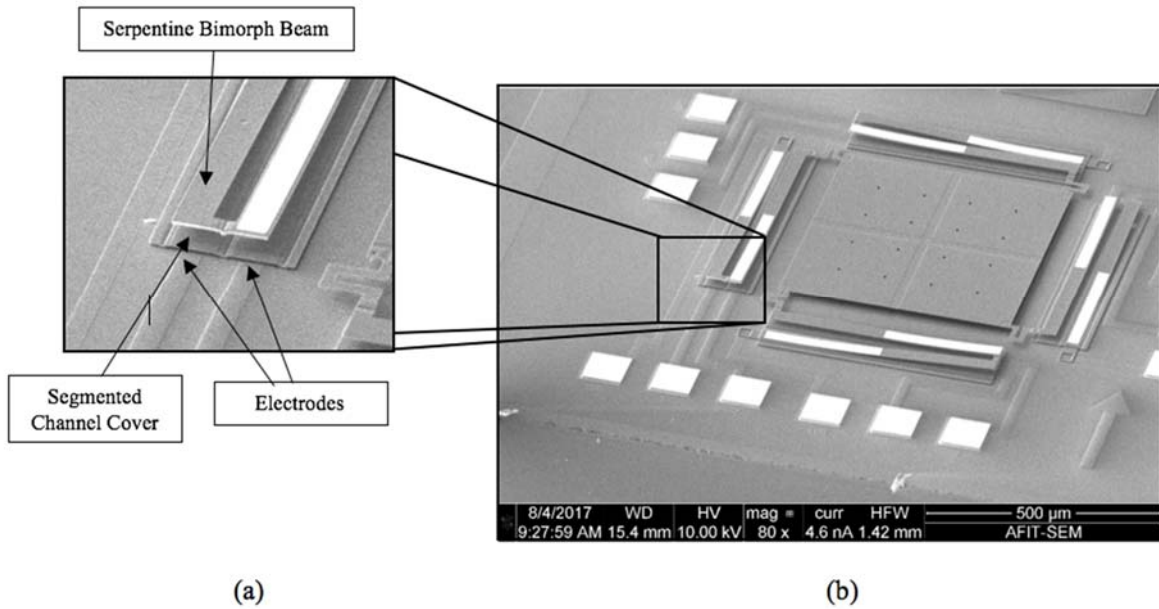 Serpentine Bimorph Beam
Segmented
Channel Cover
Electrodes
8/4/2017 WD HV mag curr HFW 500 µm
9:27:59 AM 15.4 mm 10.00 kV 80 x 4.6 nA 1.42 mm AFIT-SEM
(a) (b)